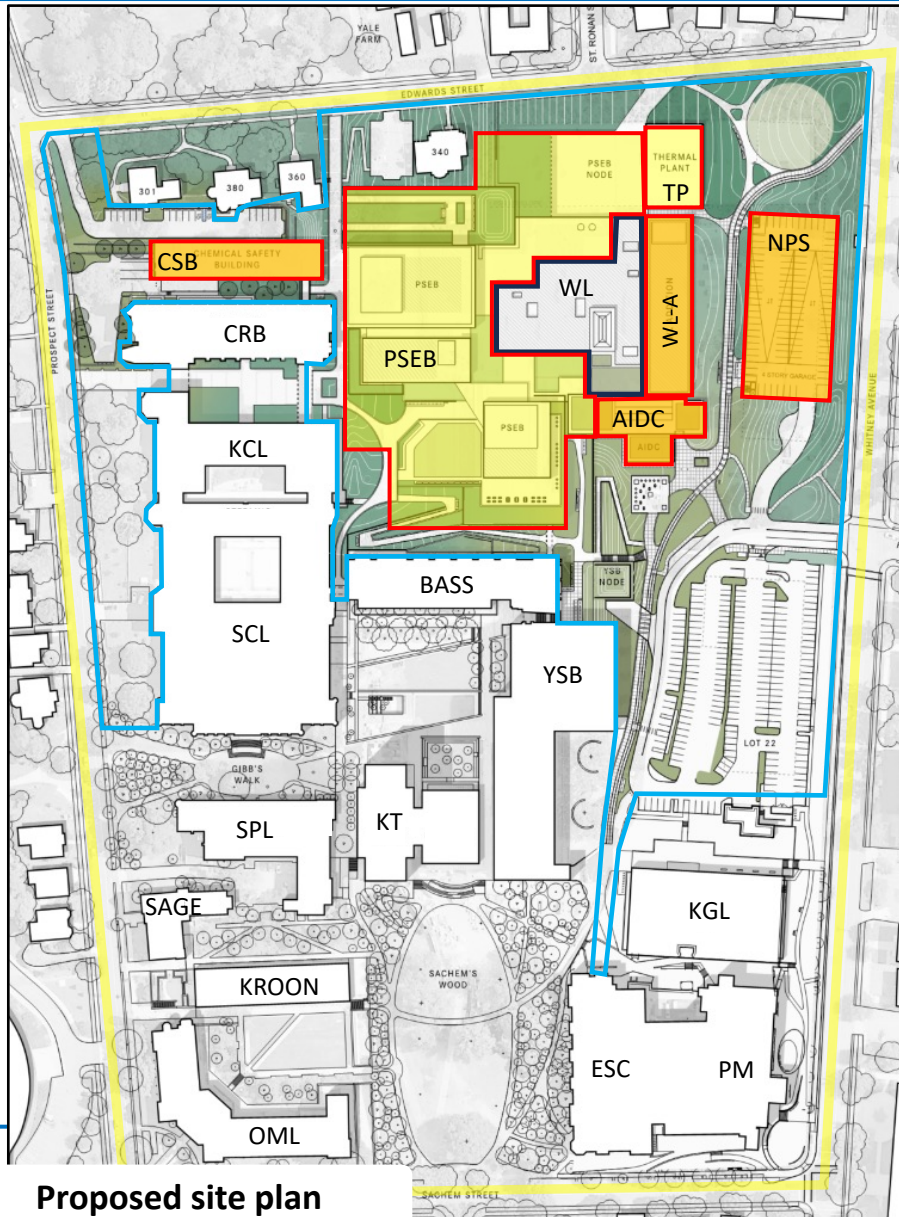 YALE
FARM
ST. RONAN S
EDWARDS STREET
340
PSEB
NODE
THERMAL
PLANT
TP
301
380
360
NPS
CSB
CHEMICAL SAFETY
BUILDING
PSEB
WL
WL-A
PROSPECT STREET
CRB
PSEB
4 STORY GARAGE
WHITNEY AVENUE
AIDC
AIDC
PSEB
KCL
BASS
YSB
NODE
SCL
YSB
LOT 22
GIBB'S
WALK
SPL
KT
SAGE
KGL
KROON
SACHEM'S
WOOD
ESC
PM
OML
Proposed site plan
SACHEM STREET